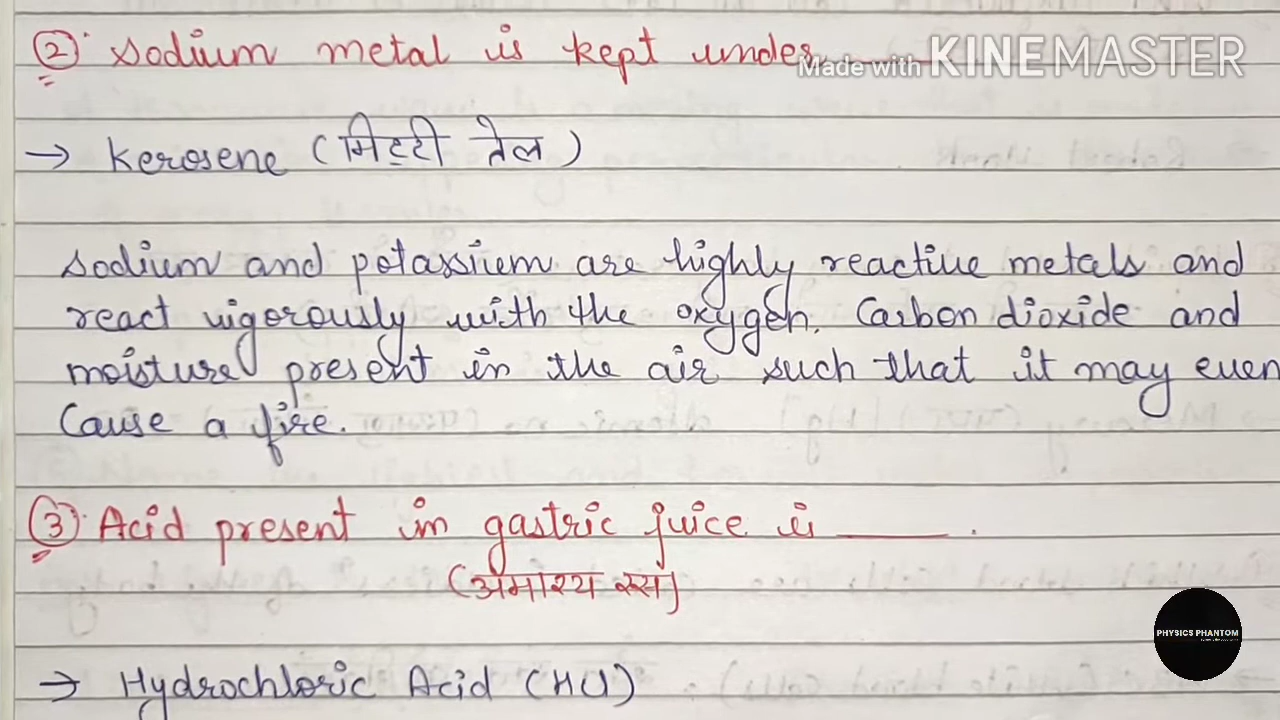 ② Sodium metal is kept under
Made with KINEMASTER
→ Kerosene (मिटटी तेल)
Sodium and potassium are highly reactive metals and
react vigorously with the oxygen. Carbon dioxide and
moisture present in the air such that it may even
Cause a fire.
③ Acid present in gastric juice is ______.
(अमाश्य रस)
→ Hydrochloric Acid (HCl)
PHYSICS PHANTOM